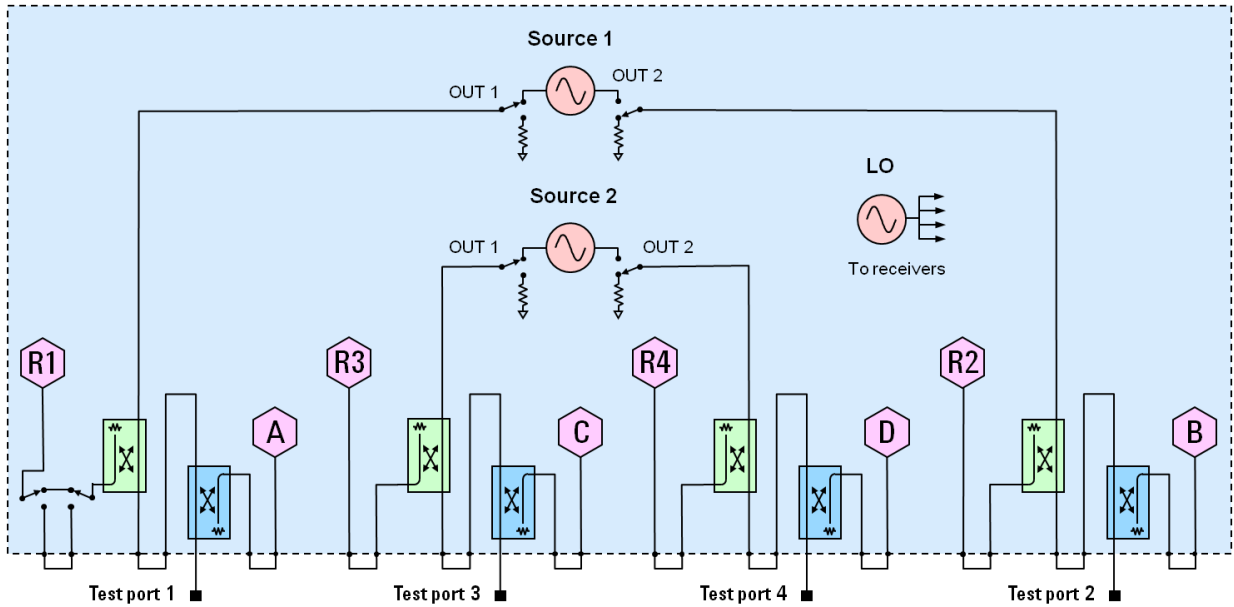 Source 1
OUT 1
OUT 2
LO
Source 2
OUT 1
OUT 2
To receivers
R1
R3
R4
R2
A
C
D
B
Test port 1
Test port 3
Test port 4
Test port 2